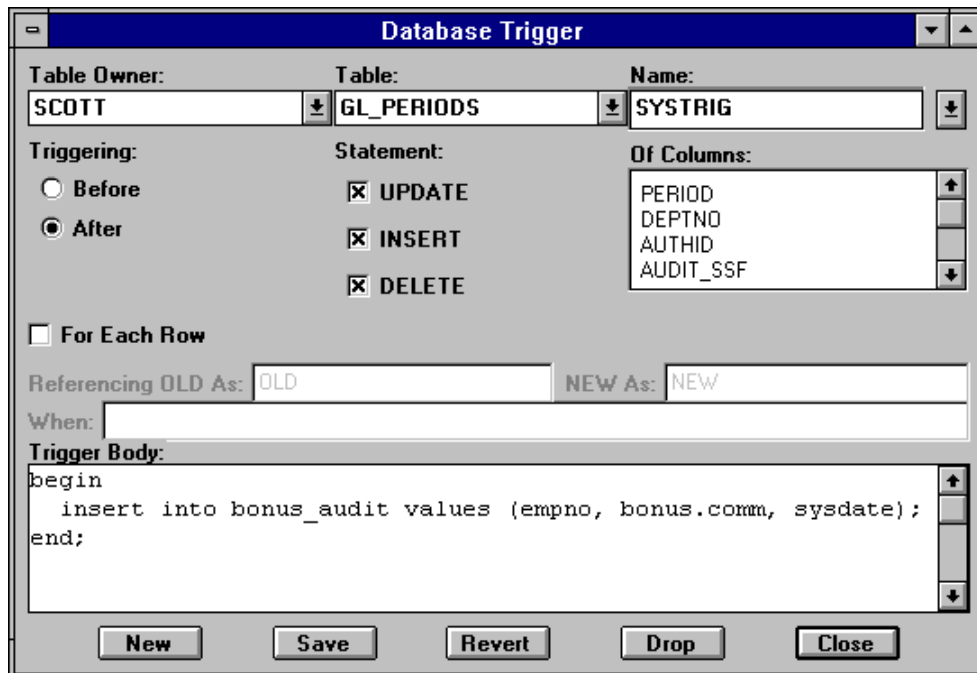 Database Trigger
Table Owner: Table: Name:
SCOTT GL_PERIODS SYSTRIG
Triggering: Statement: Of Columns:
Before UPDATE PERIOD
After INSERT DEPTNO
DELETE AUTHID
AUDIT_SSF
For Each Row
Referencing OLD As: OLD NEW As: NEW
When:
Trigger Body:
begin
insert into bonus_audit values (empno, bonus.comm, sysdate);
end;
New Save Revert Drop Close